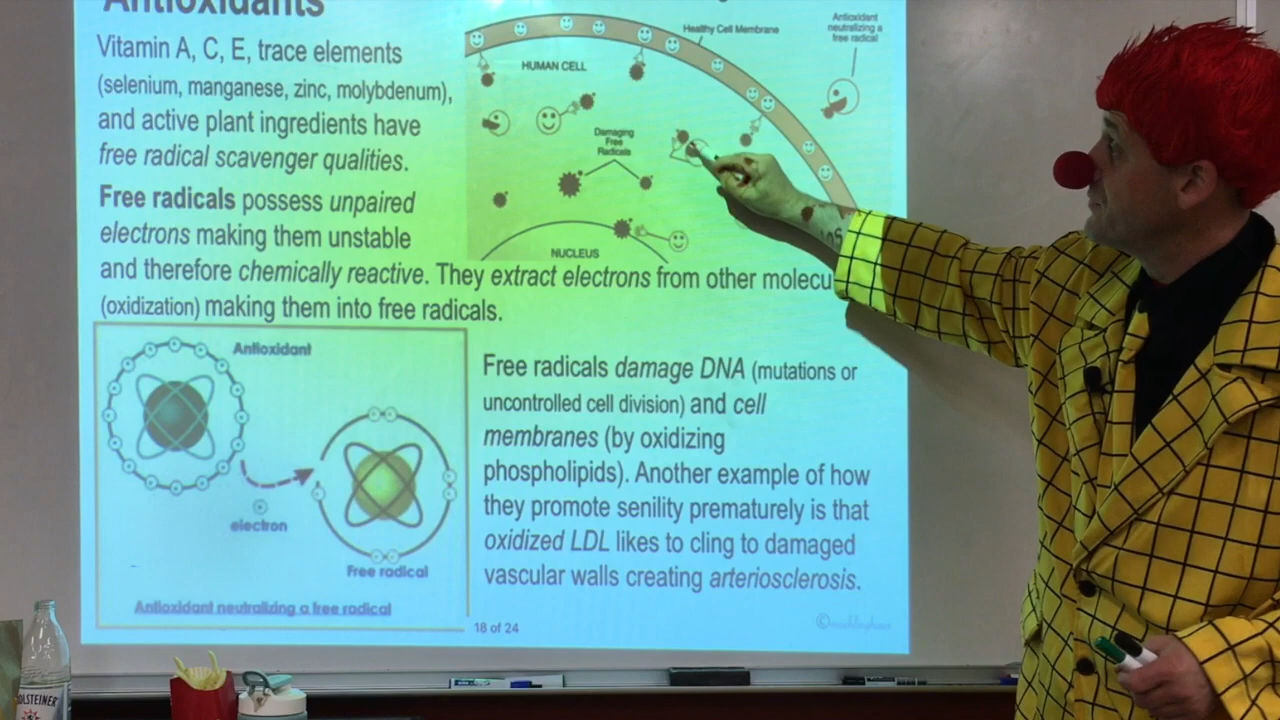 Antioxidants
Vitamin A, C, E, trace elements
(selenium, manganese, zinc, molybdenum),
and active plant ingredients have
free radical scavenger qualities.
Free radicals possess unpaired
electrons making them unstable
and therefore chemically reactive. They extract electrons from other molecu
(oxidization) making them into free radicals.
Healthy Cell Membrane
Antioxidant
neutralizing a
free radical
HUMAN CELL
Damaging
Free
Radicals
NUCLEUS
Antioxidant
electron
Free radical
Antioxidant neutralizing a free radical
Free radicals damage DNA (mutations or
uncontrolled cell division) and cell
membranes (by oxidizing
phospholipids). Another example of how
they promote senility prematurely is that
oxidized LDL likes to cling to damaged
vascular walls creating arteriosclerosis.
18 of 24
OLSTEINER